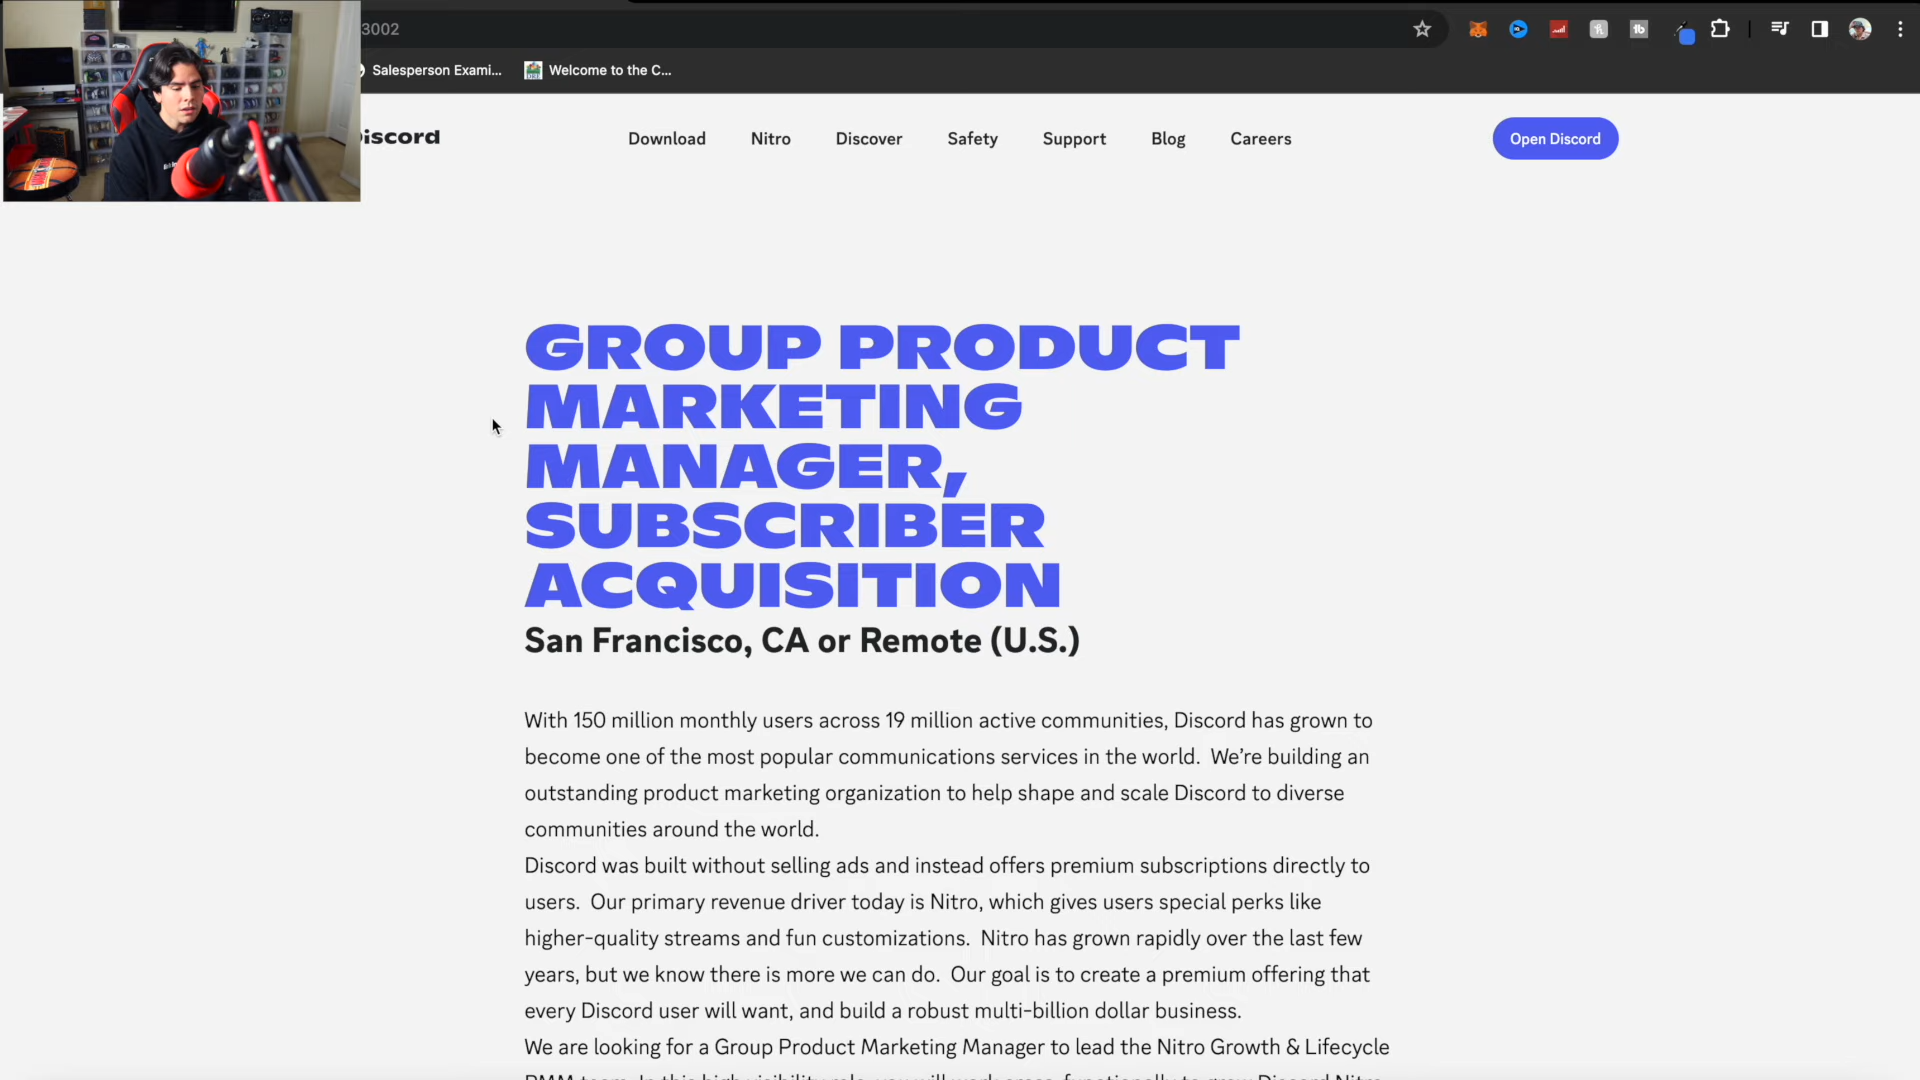 3002
Salesperson Exami...
Welcome to the C...
Discord
Download
Nitro
Discover
Safety
Support
Blog
Careers
Open Discord
GROUP PRODUCT
MARKETING
MANAGER,
SUBSCRIBER
ACQUISITION
San Francisco, CA or Remote (U.S.)
With 150 million monthly users across 19 million active communities, Discord has grown to
become one of the most popular communications services in the world. We’re building an
outstanding product marketing organization to help shape and scale Discord to diverse
communities around the world.
Discord was built without selling ads and instead offers premium subscriptions directly to
users. Our primary revenue driver today is Nitro, which gives users special perks like
higher-quality streams and fun customizations. Nitro has grown rapidly over the last few
years, but we know there is more we can do. Our goal is to create a premium offering that
every Discord user will want, and build a robust multi-billion dollar business.
We are looking for a Group Product Marketing Manager to lead the Nitro Growth & Lifecycle